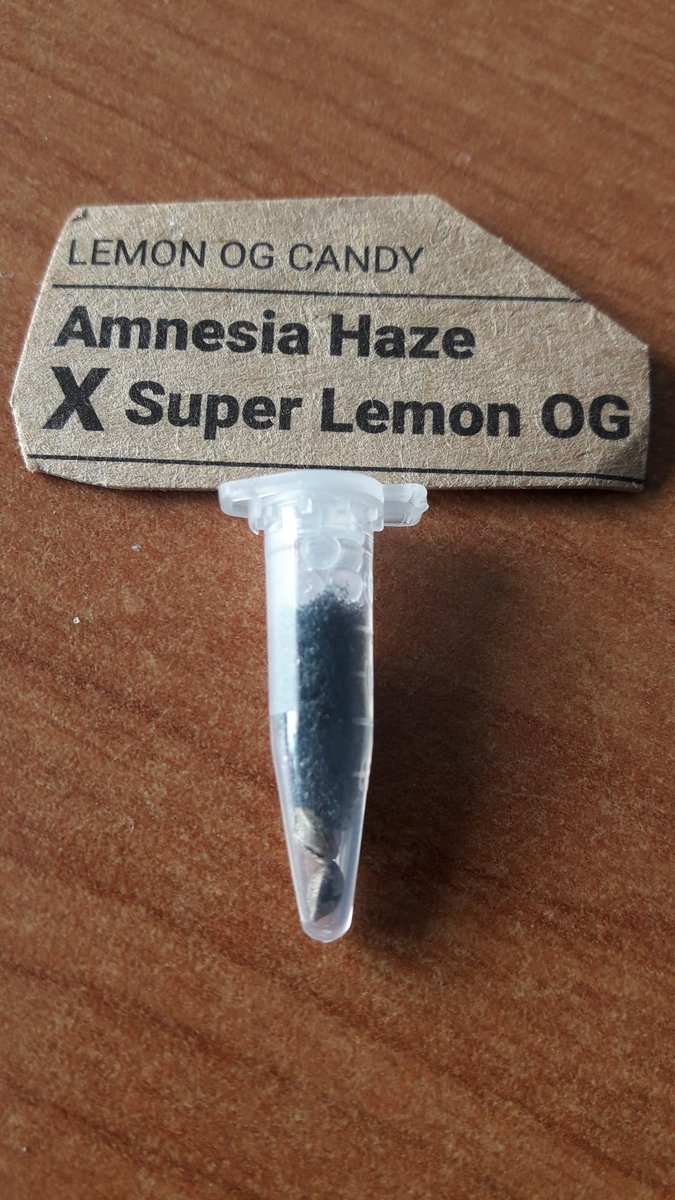 LEMON OG CANDY
Amnesia Haze
X Super Lemon OG